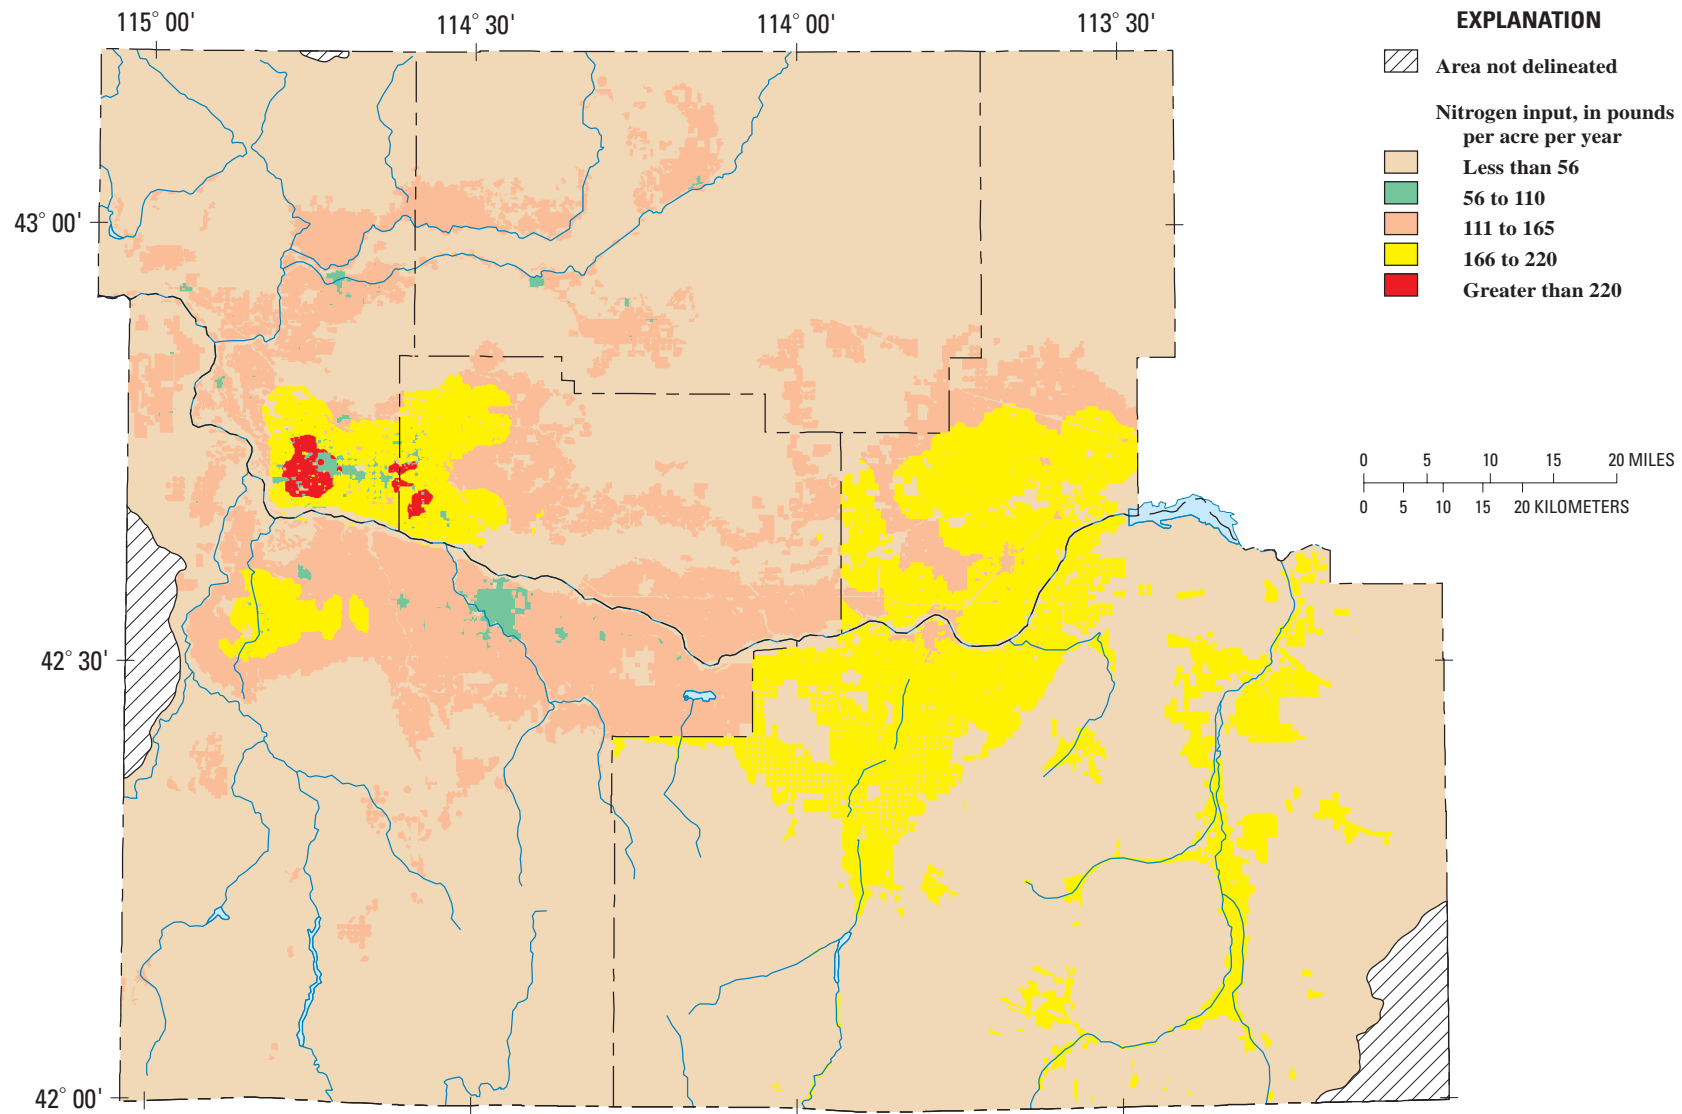 115° 00'
114° 30'
114° 00'
113° 30'
43° 00'
42° 30'
42° 00'
EXPLANATION
Area not delineated
Nitrogen input, in pounds
per acre per year
Less than 56
56 to 110
111 to 165
166 to 220
Greater than 220
0 5 10 15 20 MILES
0 5 10 15 20 KILOMETERS